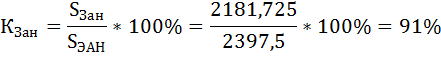 К_Зан = S_Зан / S_ЭАН * 100% = 2181,725 / 2397,5 * 100% = 91%